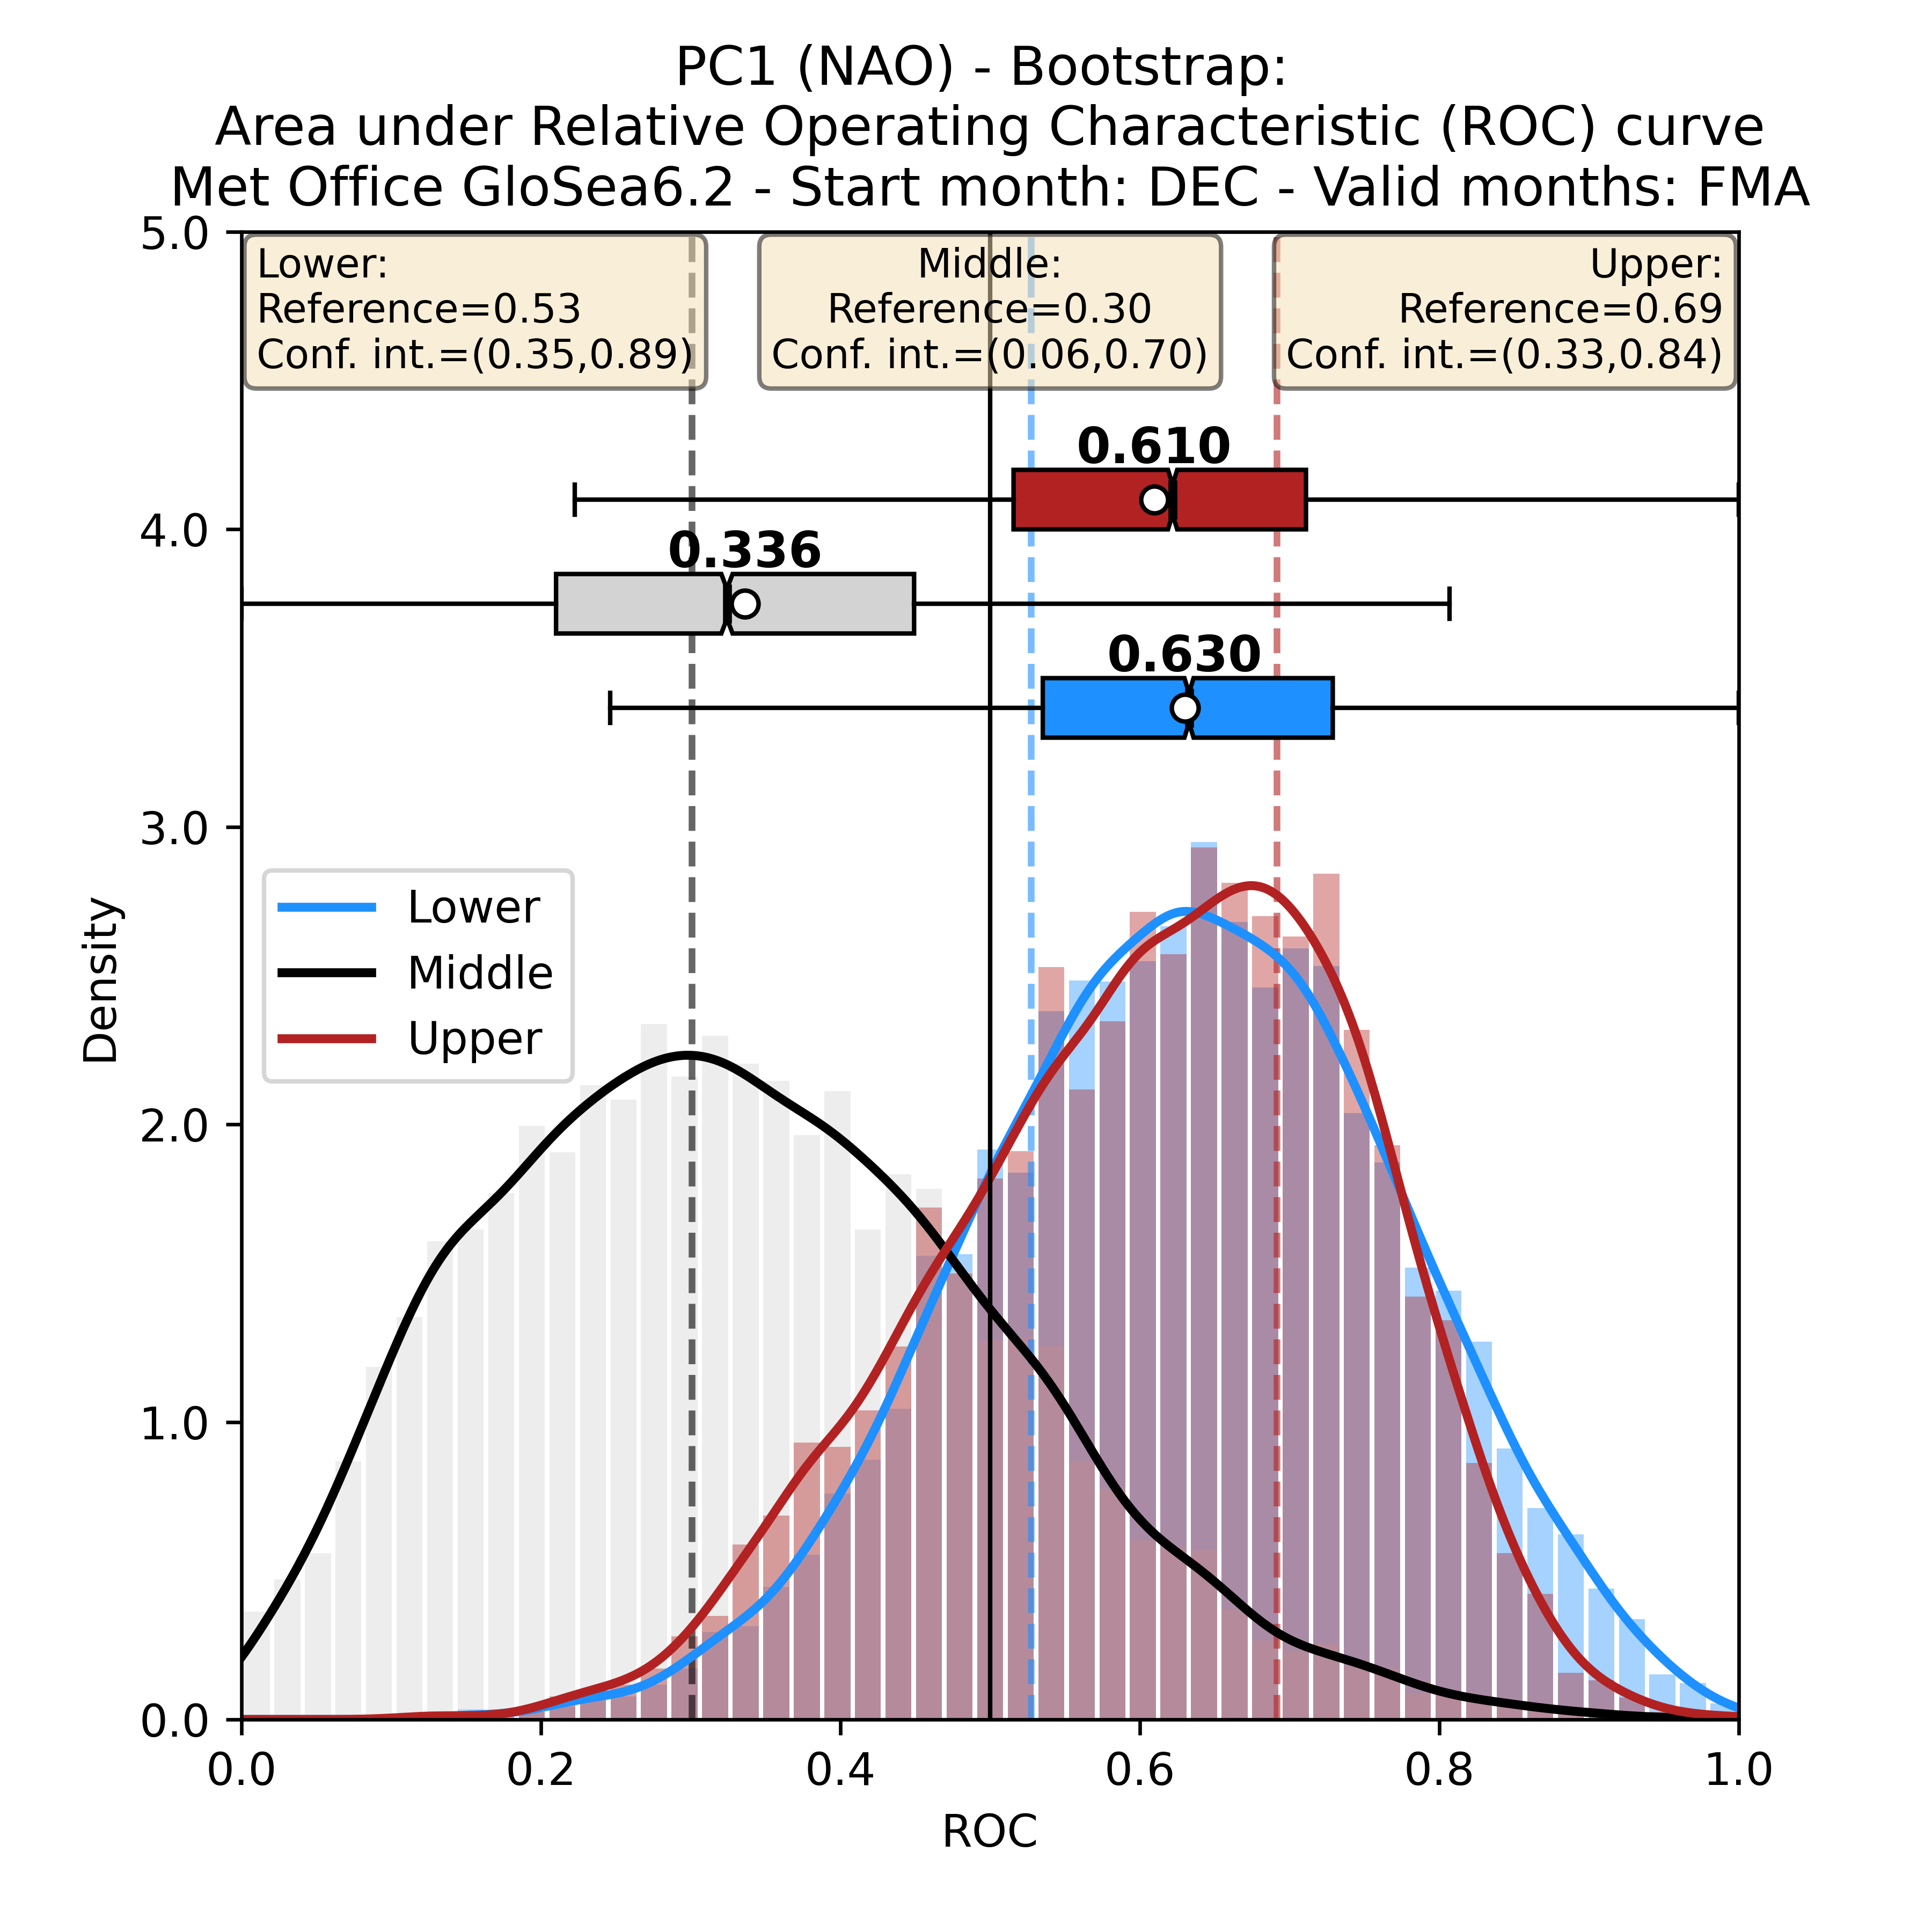 PC1 (NAO) - Bootstrap:
Area under Relative Operating Characteristic (ROC) curve
Met Office GloSea6.2 - Start month: DEC - Valid months: FMA
5.0
Lower:
Reference=0.53
Conf. int.=(0.35,0.89)
Middle:
Reference=0.30
Conf. int.=(0.06,0.70)
Upper:
Reference=0.69
Conf. int.=(0.33,0.84)
0.610
4.0
0.336
0.630
3.0
Density
Lower
Middle
Upper
2.0
1.0
0.0
0.0 0.2 0.4 0.6 0.8 1.0
ROC